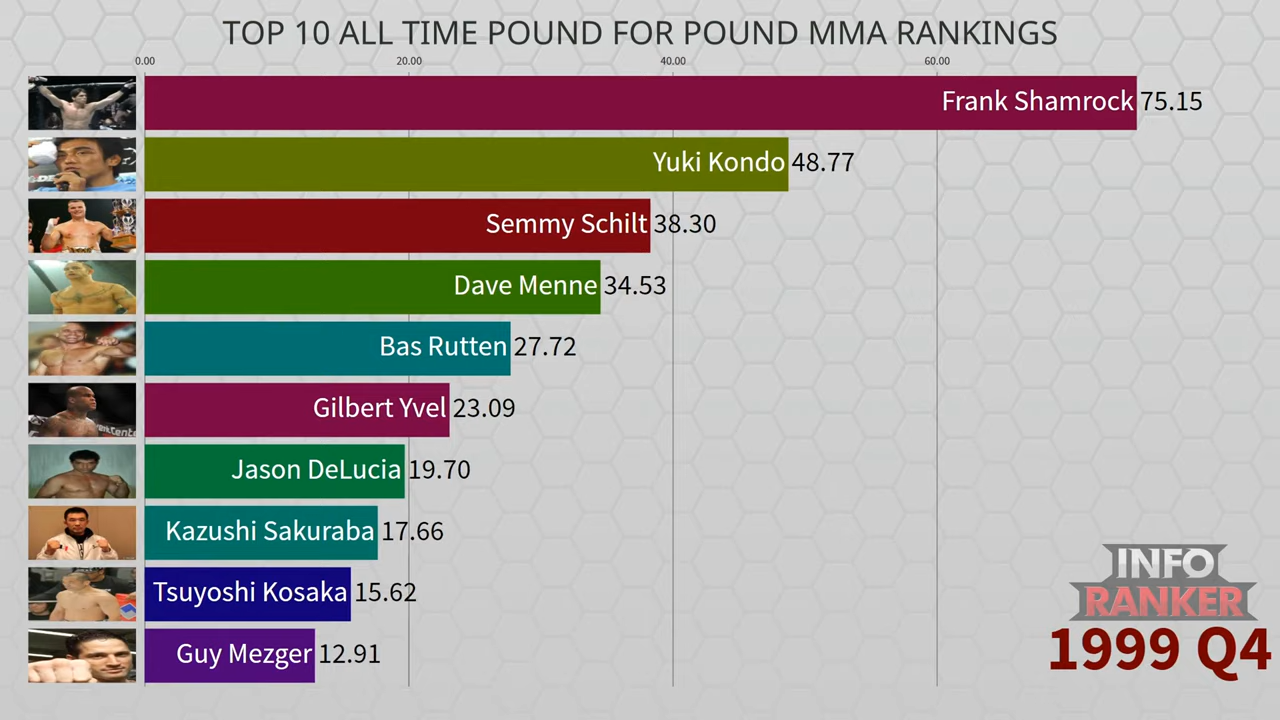 TOP 10 ALL TIME POUND FOR POUND MMA RANKINGS
0.00 20.00 40.00 60.00
Frank Shamrock 75.15
Yuki Kondo 48.77
Semmy Schilt 38.30
Dave Menne 34.53
Bas Rutten 27.72
Gilbert Yvel 23.09
Jason DeLucia 19.70
Kazushi Sakuraba 17.66
Tsuyoshi Kosaka 15.62
Guy Mezger 12.91
INFO
RANKER
1999 Q4